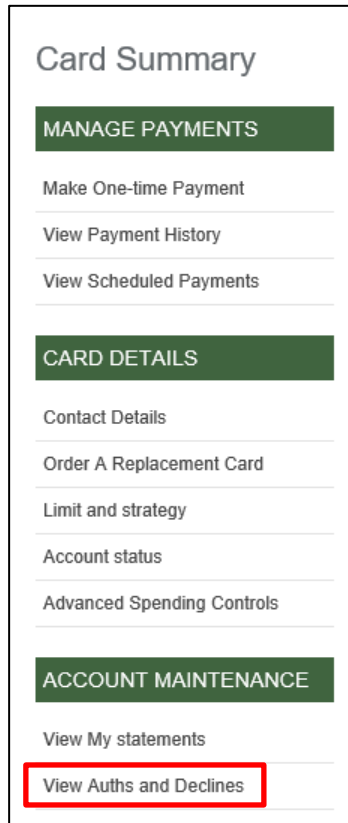 Card Summary
MANAGE PAYMENTS
Make One-time Payment
View Payment History
View Scheduled Payments
CARD DETAILS
Contact Details
Order A Replacement Card
Limit and strategy
Account status
Advanced Spending Controls
ACCOUNT MAINTENANCE
View My statements
View Auths and Declines